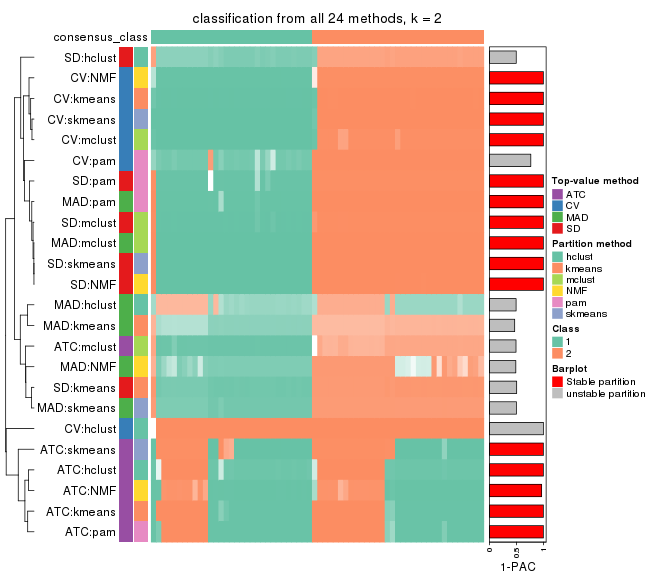 classification from all 24 methods, k = 2
consensus_class
SD:hclust
CV:NMF
CV:kmeans
CV:skmeans
CV:mclust
CV:pam
SD:pam
MAD:pam
SD:mclust
MAD:mclust
SD:skmeans
SD:NMF
MAD:hclust
MAD:kmeans
ATC:mclust
MAD:NMF
SD:kmeans
MAD:skmeans
CV:hclust
ATC:skmeans
ATC:hclust
ATC:NMF
ATC:kmeans
ATC:pam
0
0.5
1
1-PAC
Top-value method
ATC
CV
MAD
SD
Partition method
hclust
kmeans
mclust
NMF
pam
skmeans
Class
1
2
Barplot
Stable partition
unstable partition